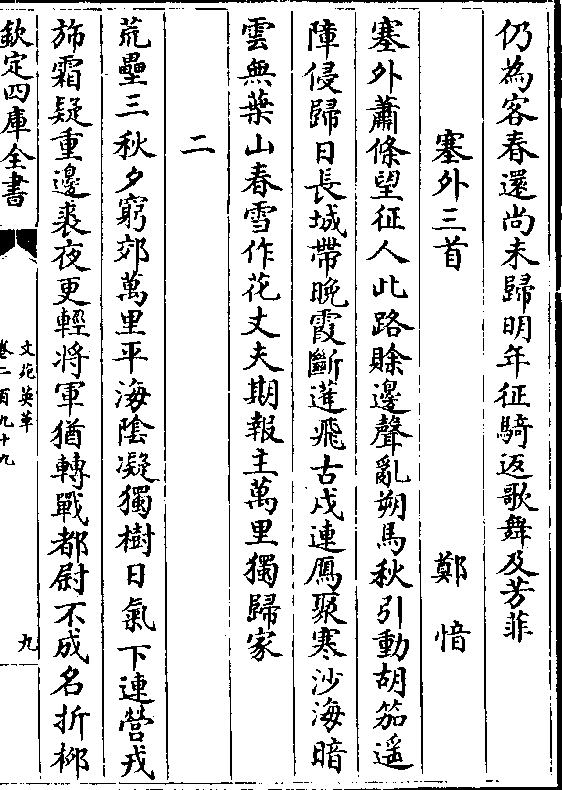 仍為客春還尚未歸明年征騎返歌舞及芳菲
塞外三首　鄭愔
塞外蕭條望征人此路賖邊聲亂朔馬秋引動胡笳遥
障侵歸日長城帶晚霞斷蓬飛古戍連鴈聚寒沙海暗
雲無葉山春雪作花丈夫期報主萬里獨歸家
二
荒壘三秋夕窮郊萬里平海陰凝獨樹日氣下連營戎
斾霜疑重邊裘夜更輕將軍猶轉戰都尉不成名折栁
欽定四庫全書
文苑英華
卷二百九十九
九